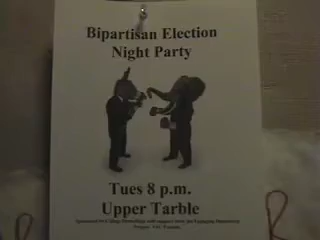 Bipartisan Election
Night Party
Tues 8 p.m.
Upper Tarble
R